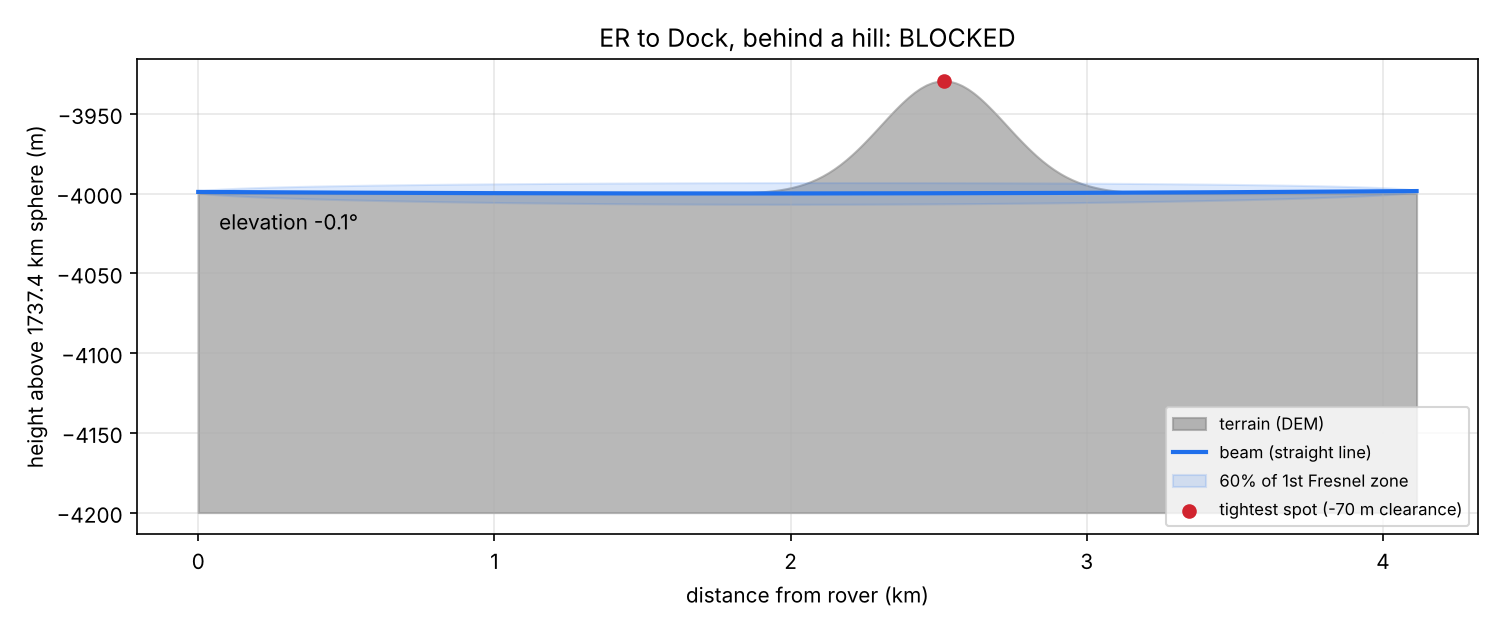 ER to Dock, behind a hill: BLOCKED
height above 1737.4 km sphere (m)
−3950
−4000
−4050
−4100
−4150
−4200
elevation -0.1°
terrain (DEM)
beam (straight line)
60% of 1st Fresnel zone
tightest spot (-70 m clearance)
0
1
2
3
4
distance from rover (km)